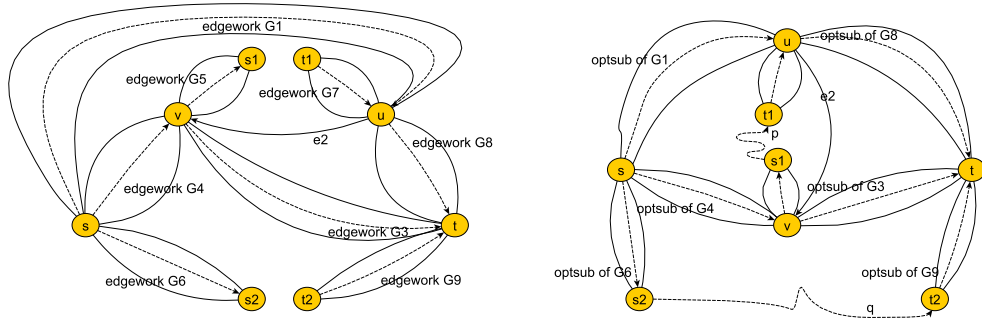 edgework G1
s1
t1
edgework G5
edgework G7
v
u
e2
edgework G8
edgework G4
s
t
edgework G3
edgework G6
edgework G9
s2
t2
u
optsub of G8
optsub of G1
e2
t1
p
s1
s
t
optsub of G3
optsub of G4
v
optsub of G6
optsub of G9
s2
t2
q